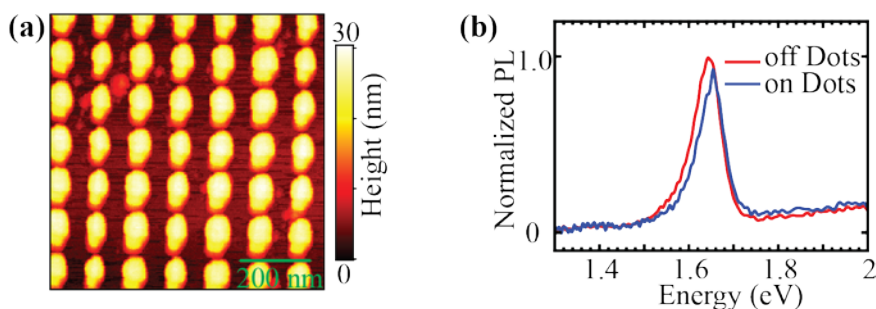 (a)
30
Height (nm)
0
200 nm
(b)
1.0
Normalized PL
0
off Dots
on Dots
1.4
1.6
1.8
2
Energy (eV)